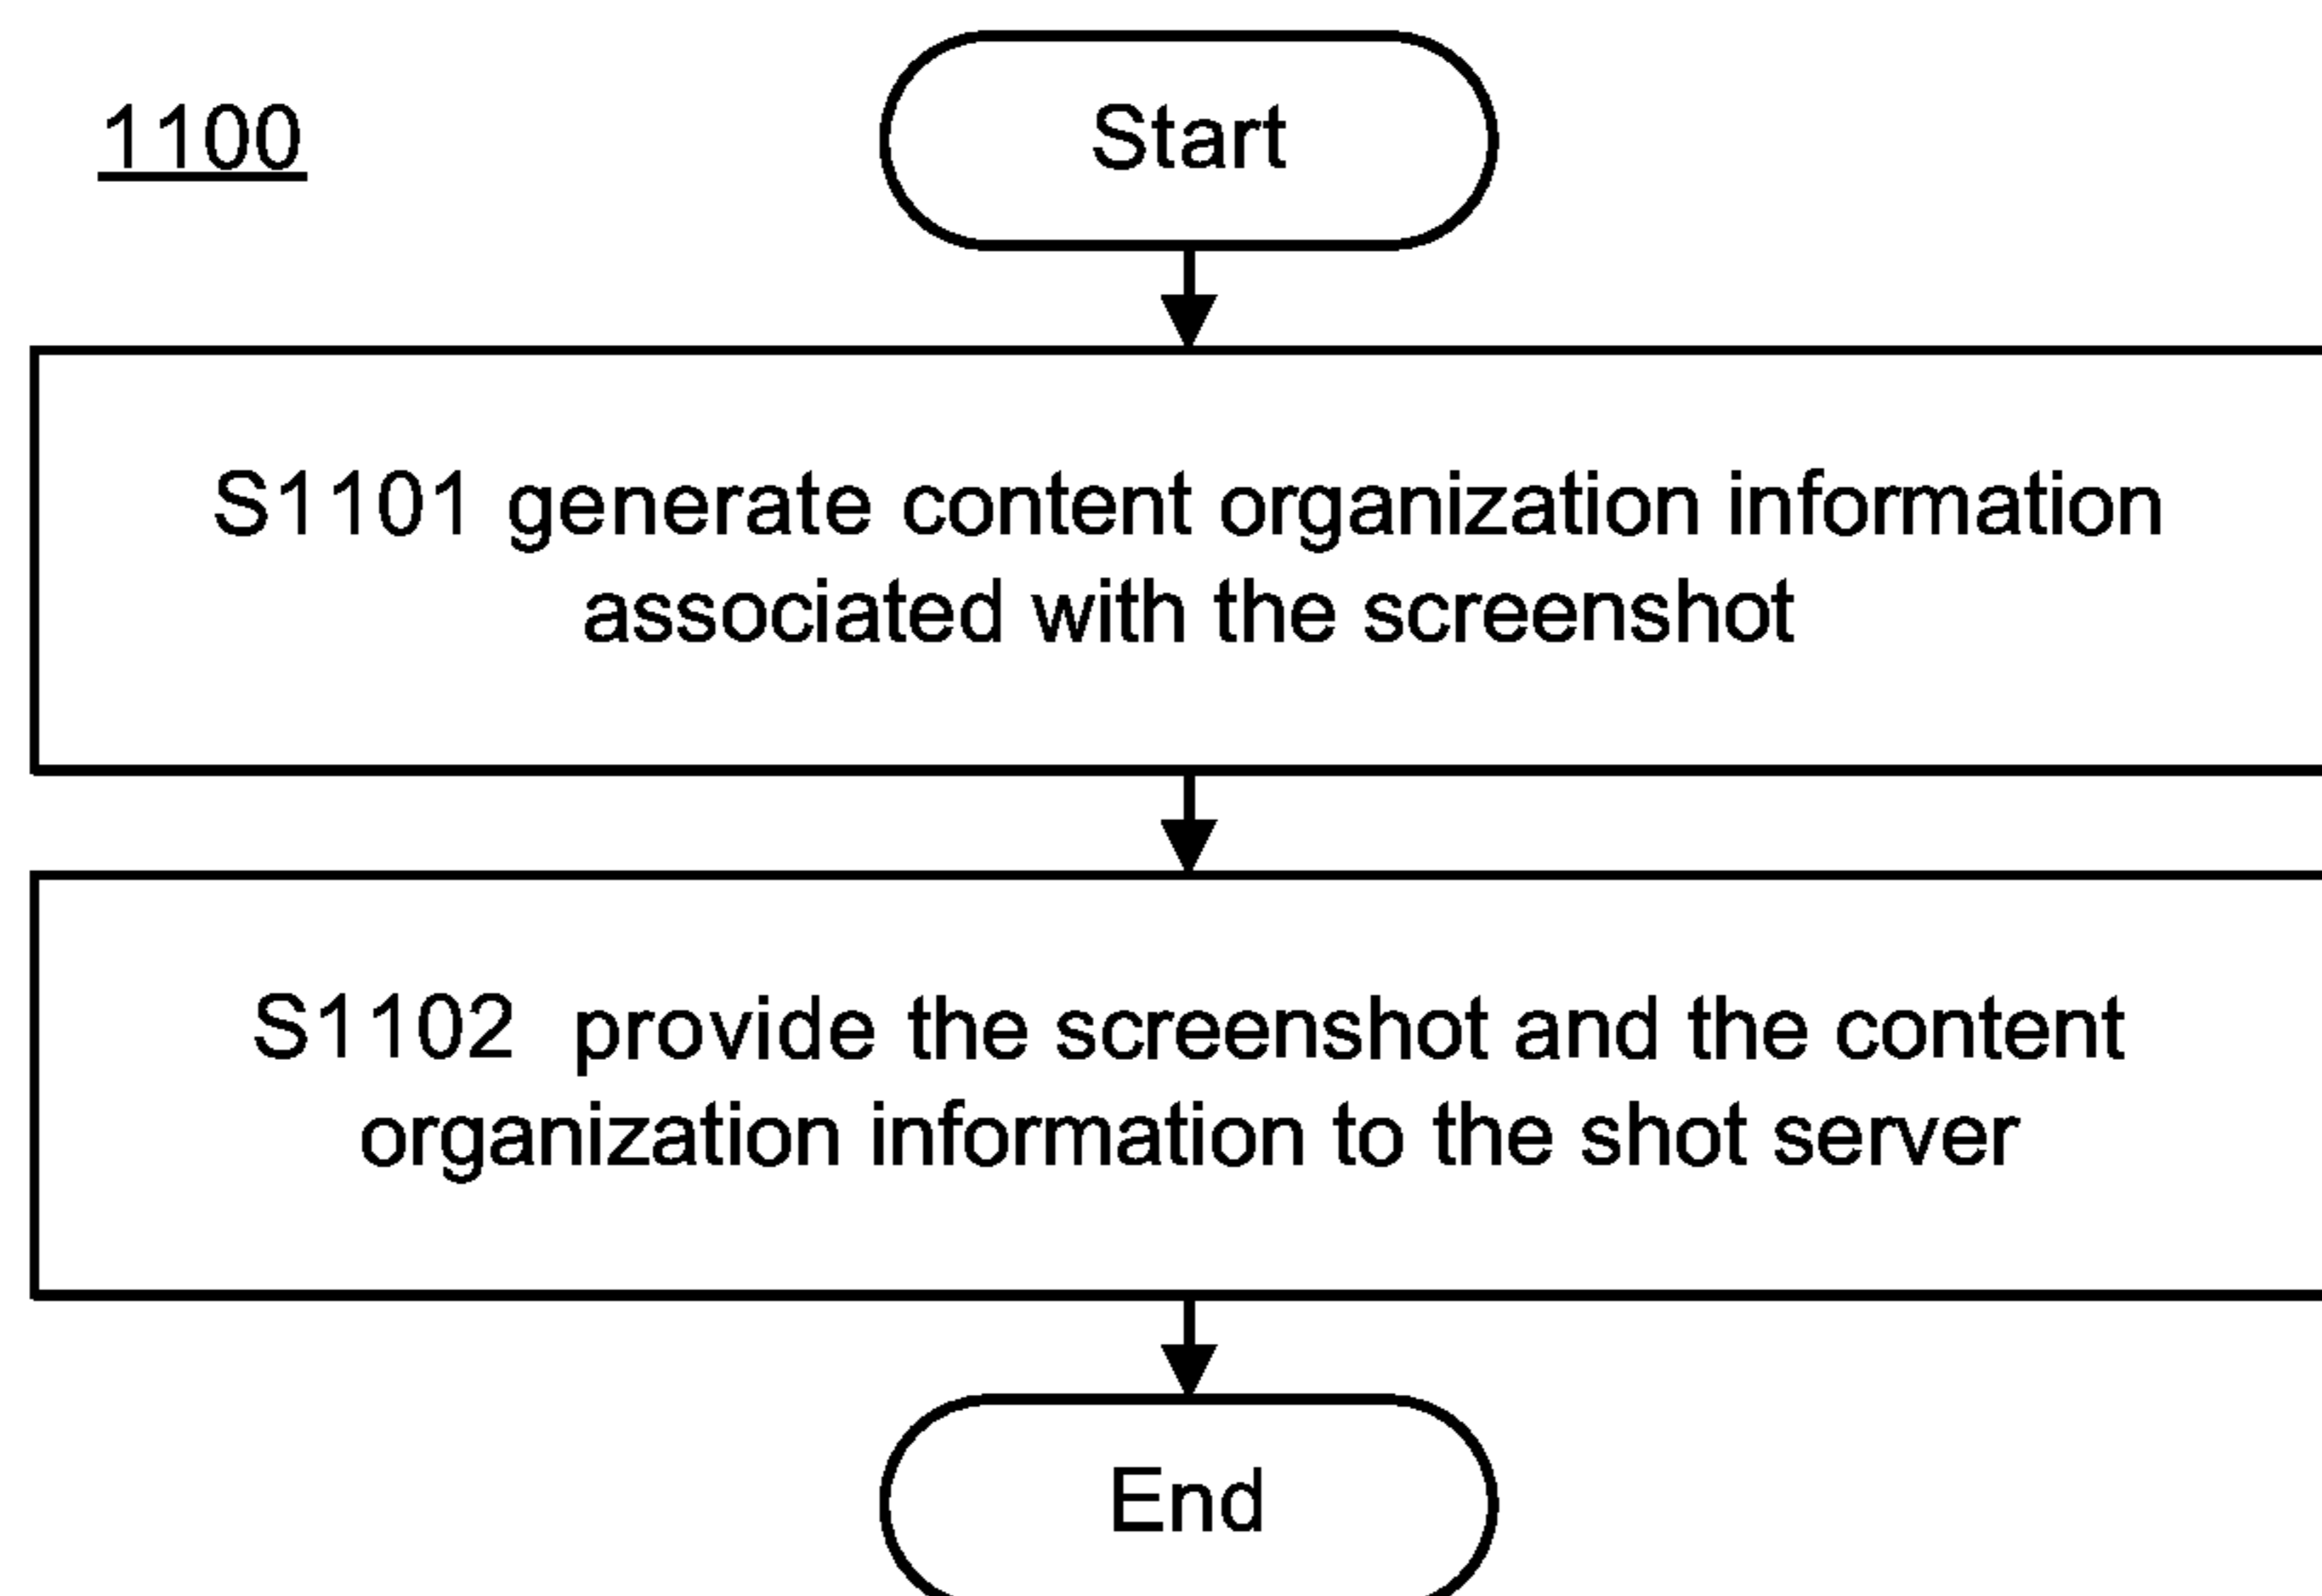 1100
Start
S1101 generate content organization information
associated with the screenshot
S1102 provide the screenshot and the content
organization information to the shot server
End